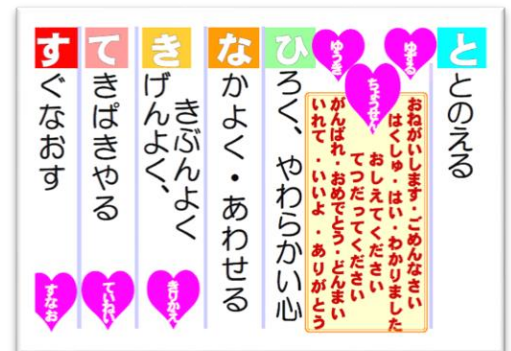 と
とのえる
ゆずる
ちょうせん
ゆうき
おねがいします・ごめんなさい
はくしゅ・はい・わかりました
おしえてください
てつだってください
がんばれ・おめでとう・どんまい
いれて・いいよ・ありがとう
ひ
ろく、やわらかい心
な
かよく・あわせる
き
きぶんよく
げんよく、
きりかえ
て
きぱきやる
ていねい
す
ぐなおす
すなお